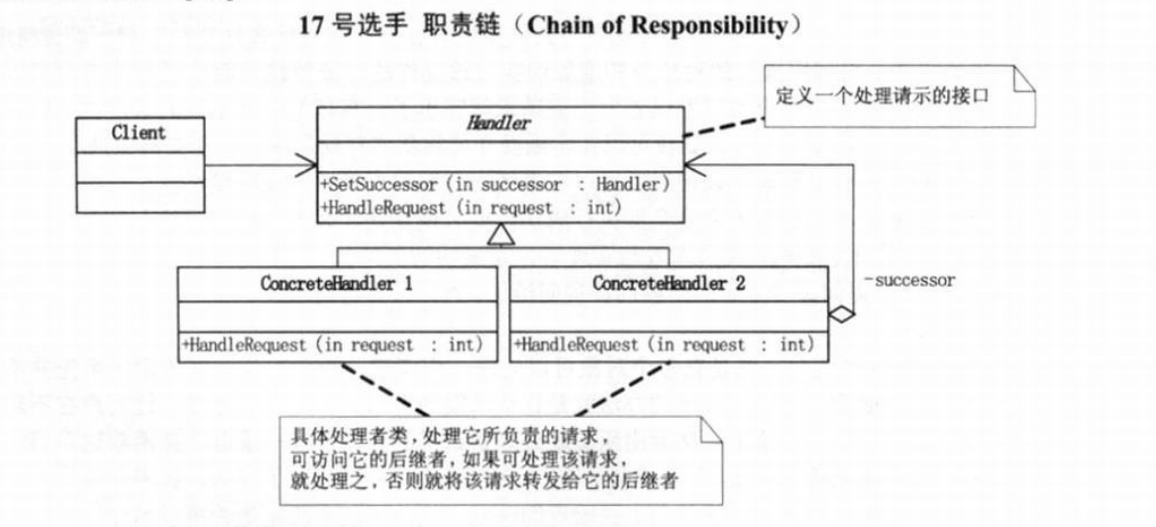 17 号选手 职责链（Chain of Responsibility）
定义一个处理请示的接口
Client
Handler
+SetSuccessor (in successor : Handler)
+HandleRequest (in request : int)
ConcreteHandler 1
ConcreteHandler 2
-successor
+HandleRequest (in request : int)
+HandleRequest (in request : int)
具体处理者类，处理它所负责的请求，
可访问它的后继者，如果可处理该请求，
就处理之，否则就将该请求转发给它的后继者